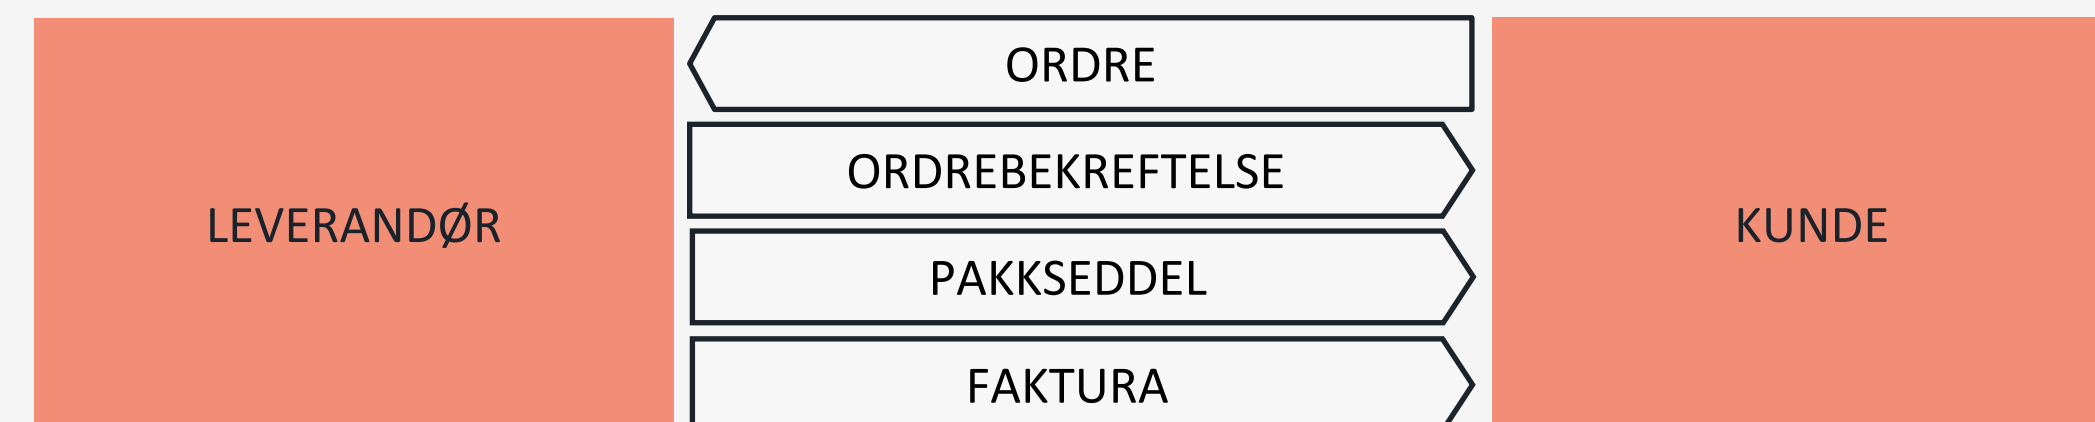 LEVERANDØR
ORDRE
ORDREBEKREFTELSE
PAKKSEDDEL
FAKTURA
KUNDE